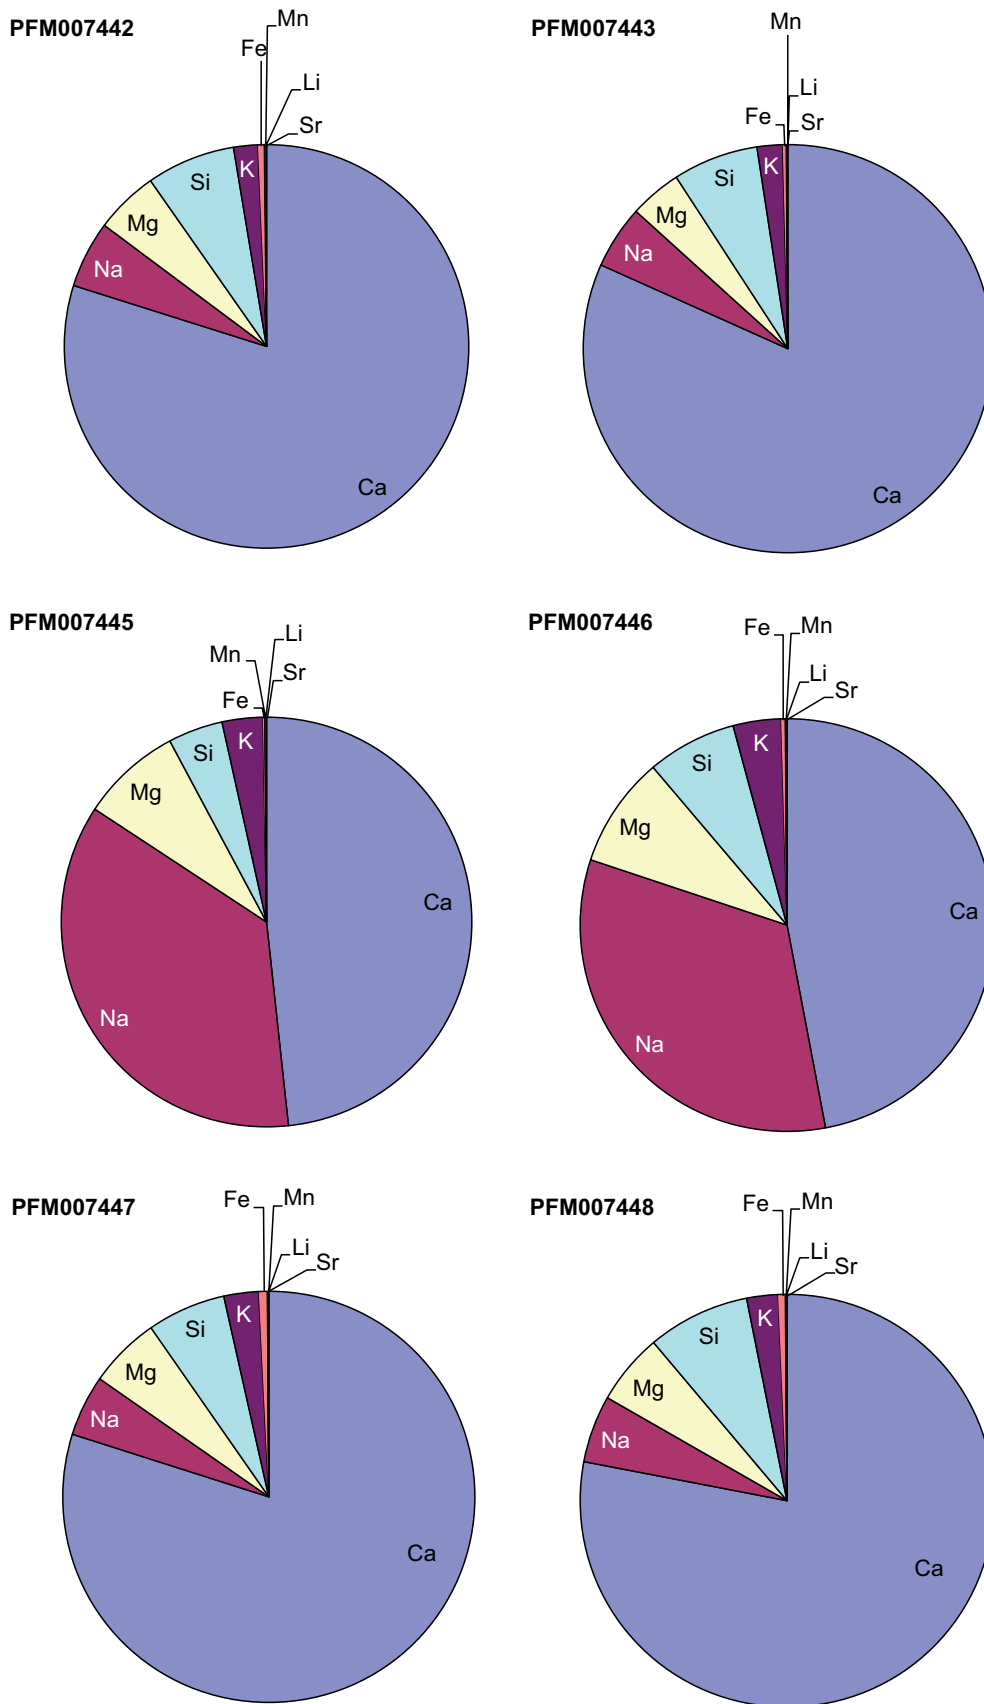 PFM007442
Mn
Fe
Li
Sr
K
Si
Mg
Na
Ca
PFM007443
Mn
Li
Fe
Sr
K
Si
Mg
Na
Ca
PFM007445
Li
Mn
Sr
Fe
K
Si
Mg
Ca
Na
PFM007446
Fe
Mn
Li
Sr
K
Si
Mg
Ca
Na
PFM007447
Fe
Mn
Li
Sr
K
Si
Mg
Na
Ca
PFM007448
Fe
Mn
Li
Sr
K
Si
Mg
Na
Ca